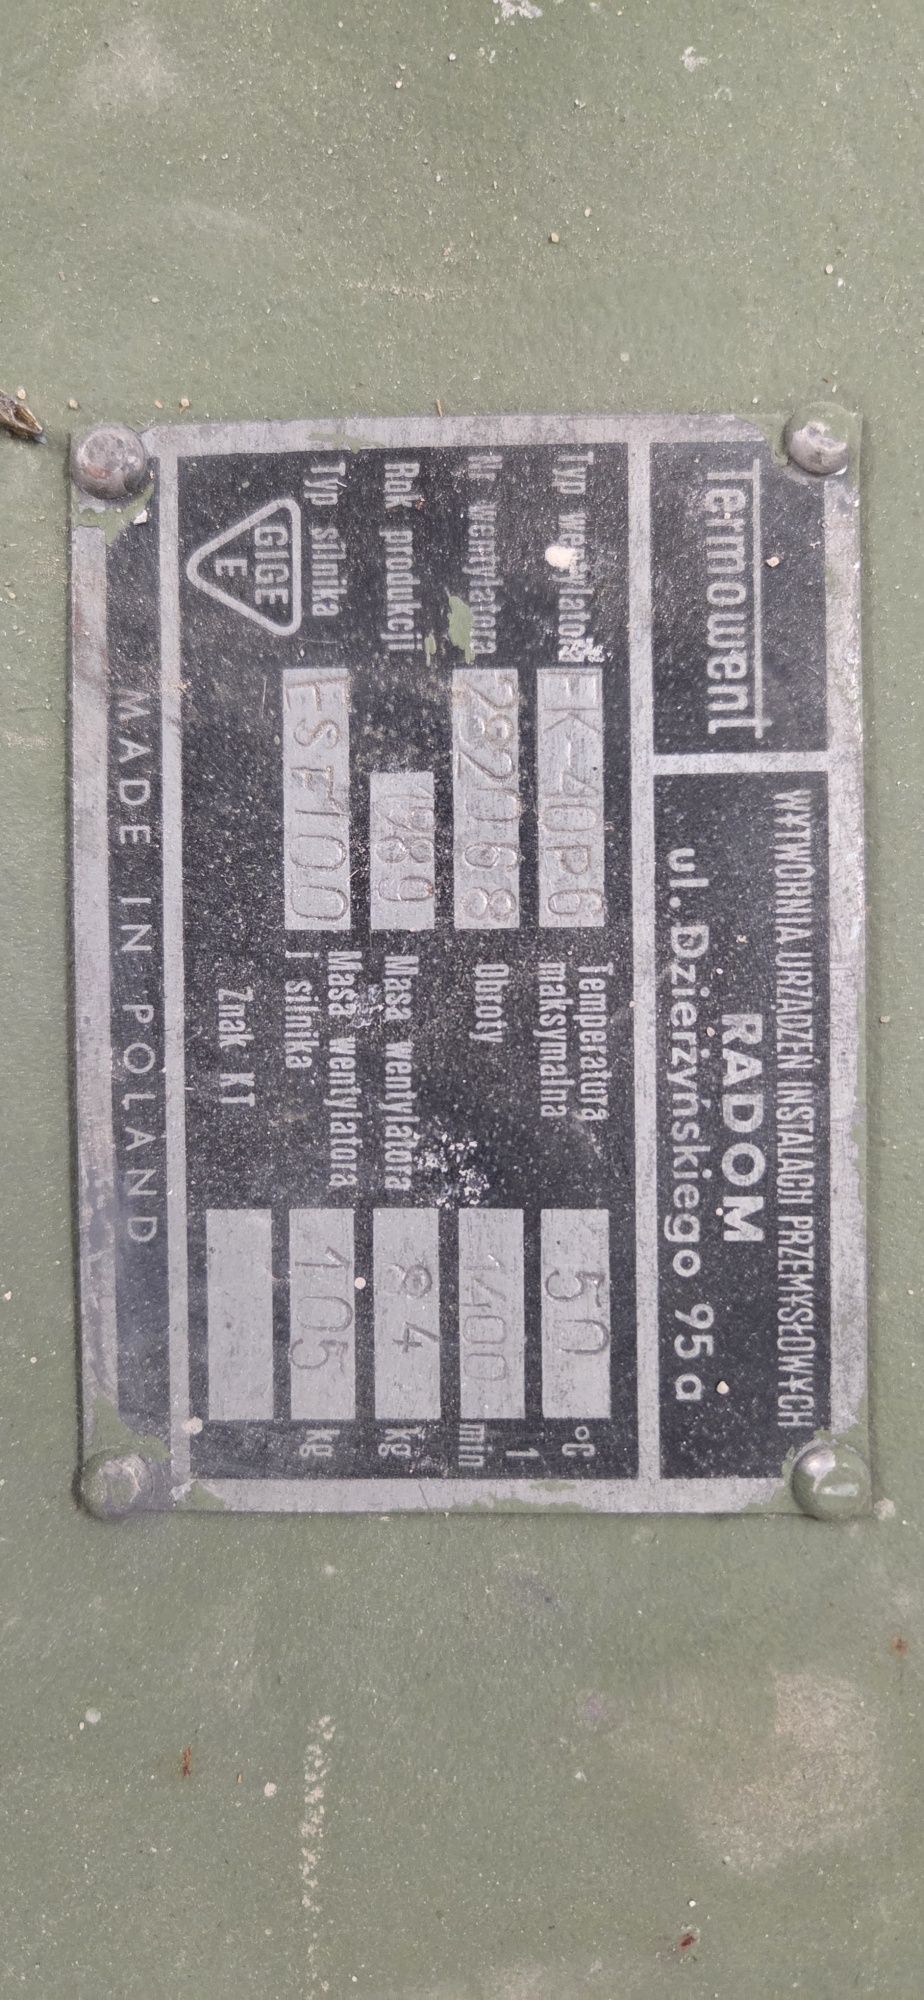 Termowent
WYTWÓRNIA URZĄDZEŃ INSTALACJI PRZEMYSŁOWYCH
RADOM
ul. Dzierżyńskiego 95a
Typ wentylatora FK-40P6 Temperatura maksymalna 50 °C
Nr wentylatora 282068 Obroty 1400 1/min
Rok produkcji 1989 Masa wentylatora 84 kg
Typ silnika ESF100 Masa wentylatora i silnika 105 kg
GIGE E
Znak KT
MADE IN POLAND